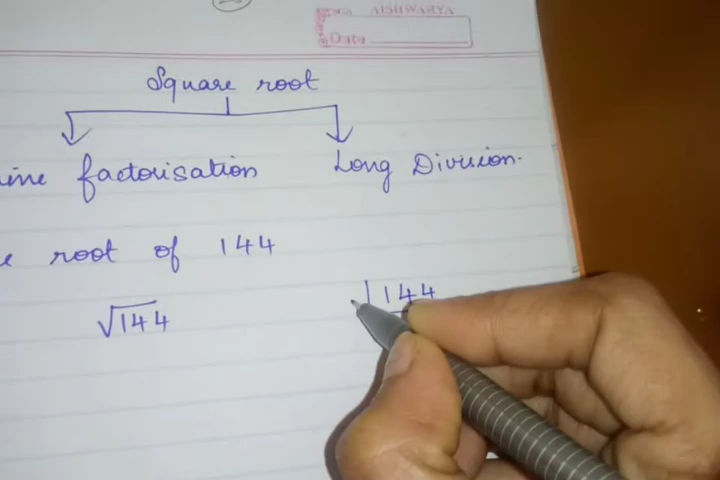 AISHWARYA
Date
Square root
factorisation Long Division.
root of 144
√144 144